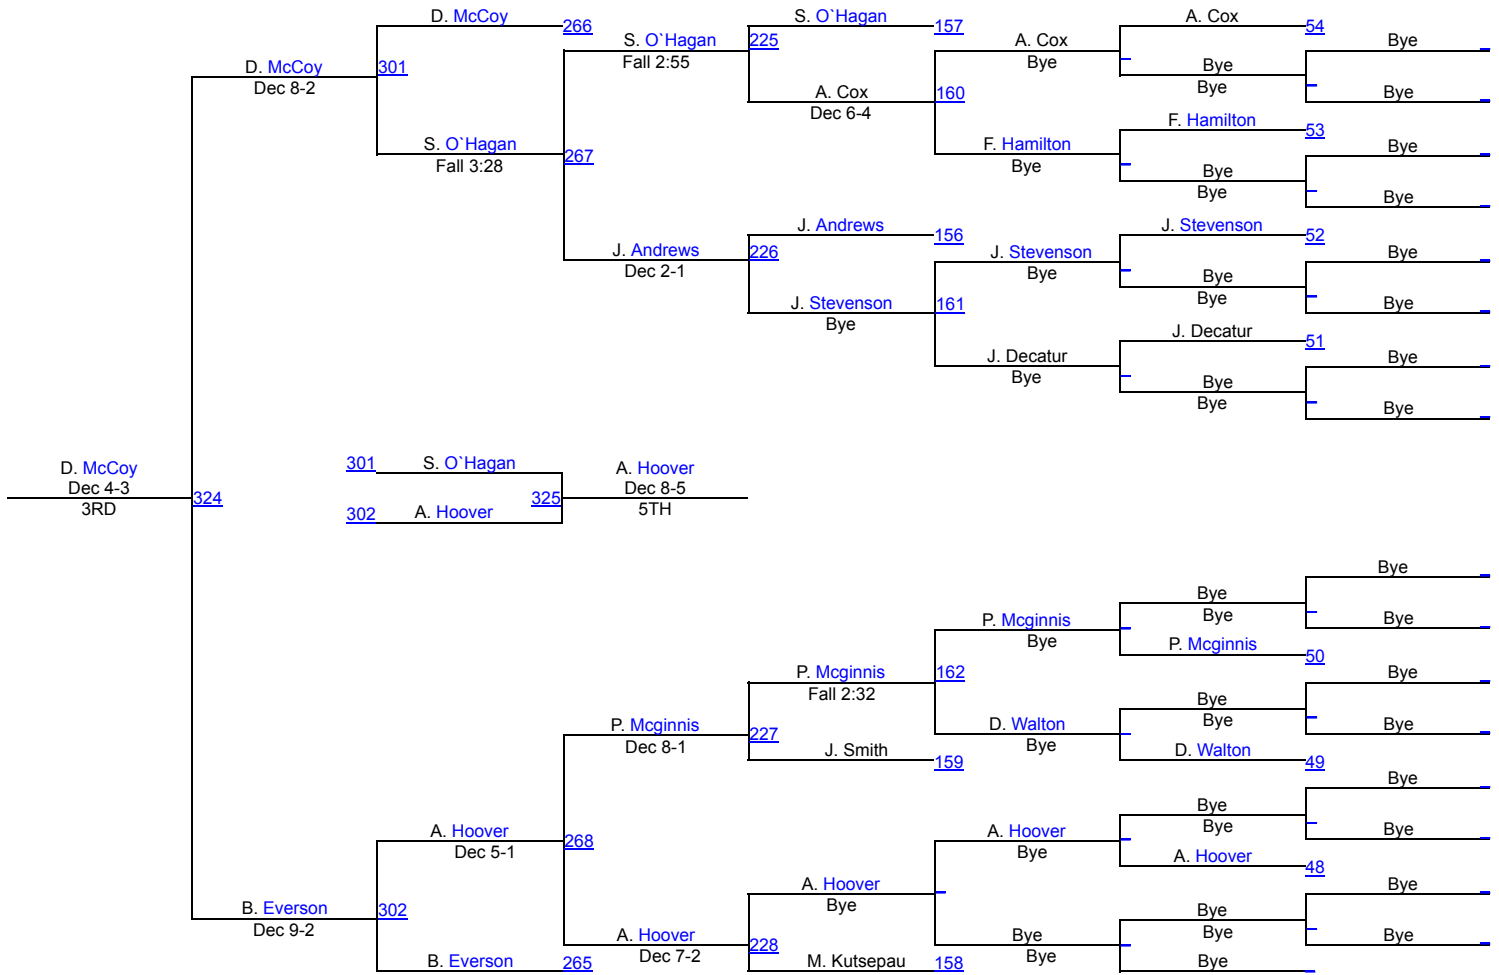 D. McCoy
266
S. O`Hagan
157
A. Cox
54
S. O`Hagan
225
Fall 2:55
A. Cox
Bye
Bye
D. McCoy
301
Dec 8-2
Bye
Bye
A. Cox
160
Dec 6-4
Bye
F. Hamilton
53
S. O`Hagan
267
Fall 3:28
F. Hamilton
Bye
Bye
Bye
Bye
Bye
J. Andrews
156
J. Stevenson
52
J. Andrews
226
Dec 2-1
J. Stevenson
Bye
Bye
Bye
Bye
J. Stevenson
161
Bye
Bye
J. Decatur
51
J. Decatur
Bye
Bye
Bye
Bye
Bye
D. McCoy
Dec 4-3
3RD
324
301
S. O`Hagan
302
A. Hoover
325
A. Hoover
Dec 8-5
5TH
Bye
Bye
Bye
P. Mcginnis
Bye
Bye
P. Mcginnis
50
P. Mcginnis
162
Fall 2:32
Bye
Bye
Bye
P. Mcginnis
227
Dec 8-1
D. Walton
Bye
Bye
J. Smith
159
D. Walton
49
Bye
Bye
Bye
A. Hoover
268
Dec 5-1
A. Hoover
Bye
Bye
A. Hoover
48
A. Hoover
Bye
Bye
B. Everson
302
Dec 9-2
Bye
Bye
A. Hoover
228
Dec 7-2
Bye
Bye
Bye
B. Everson
265
M. Kutsepau
158
Bye